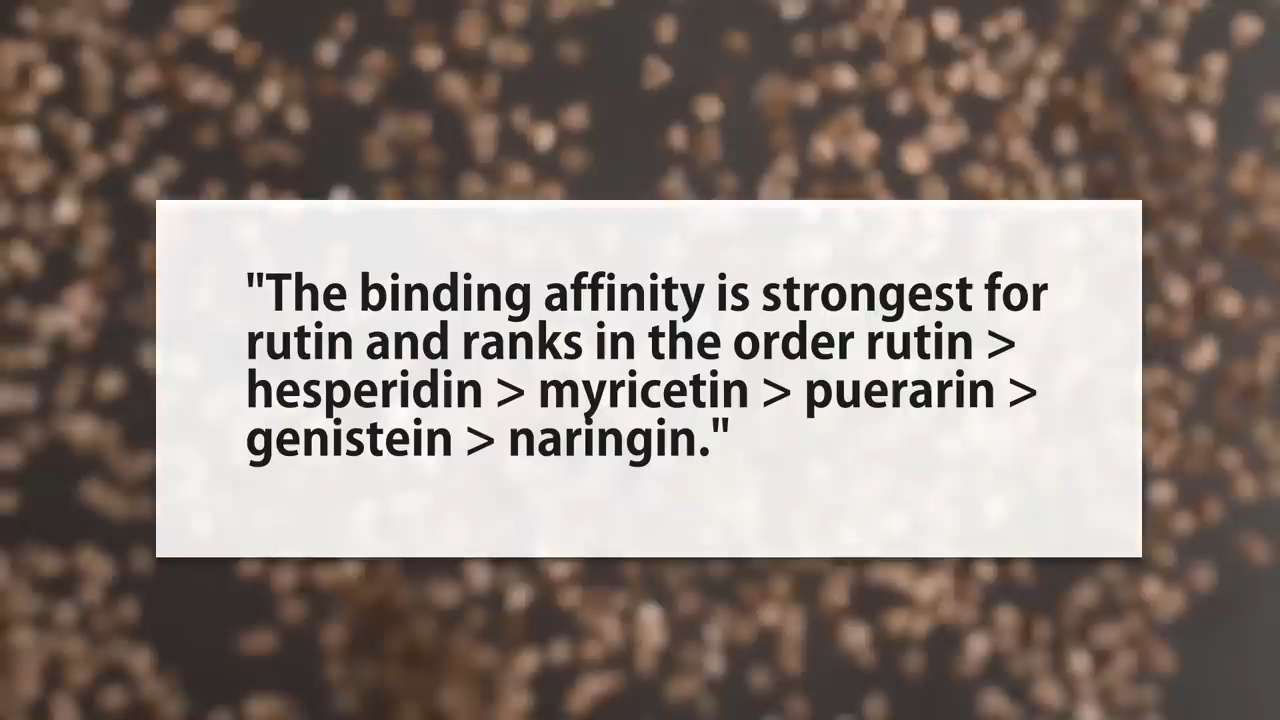 "The binding affinity is strongest for
rutin and ranks in the order rutin >
hesperidin > myricetin > puerarin >
genistein > naringin."